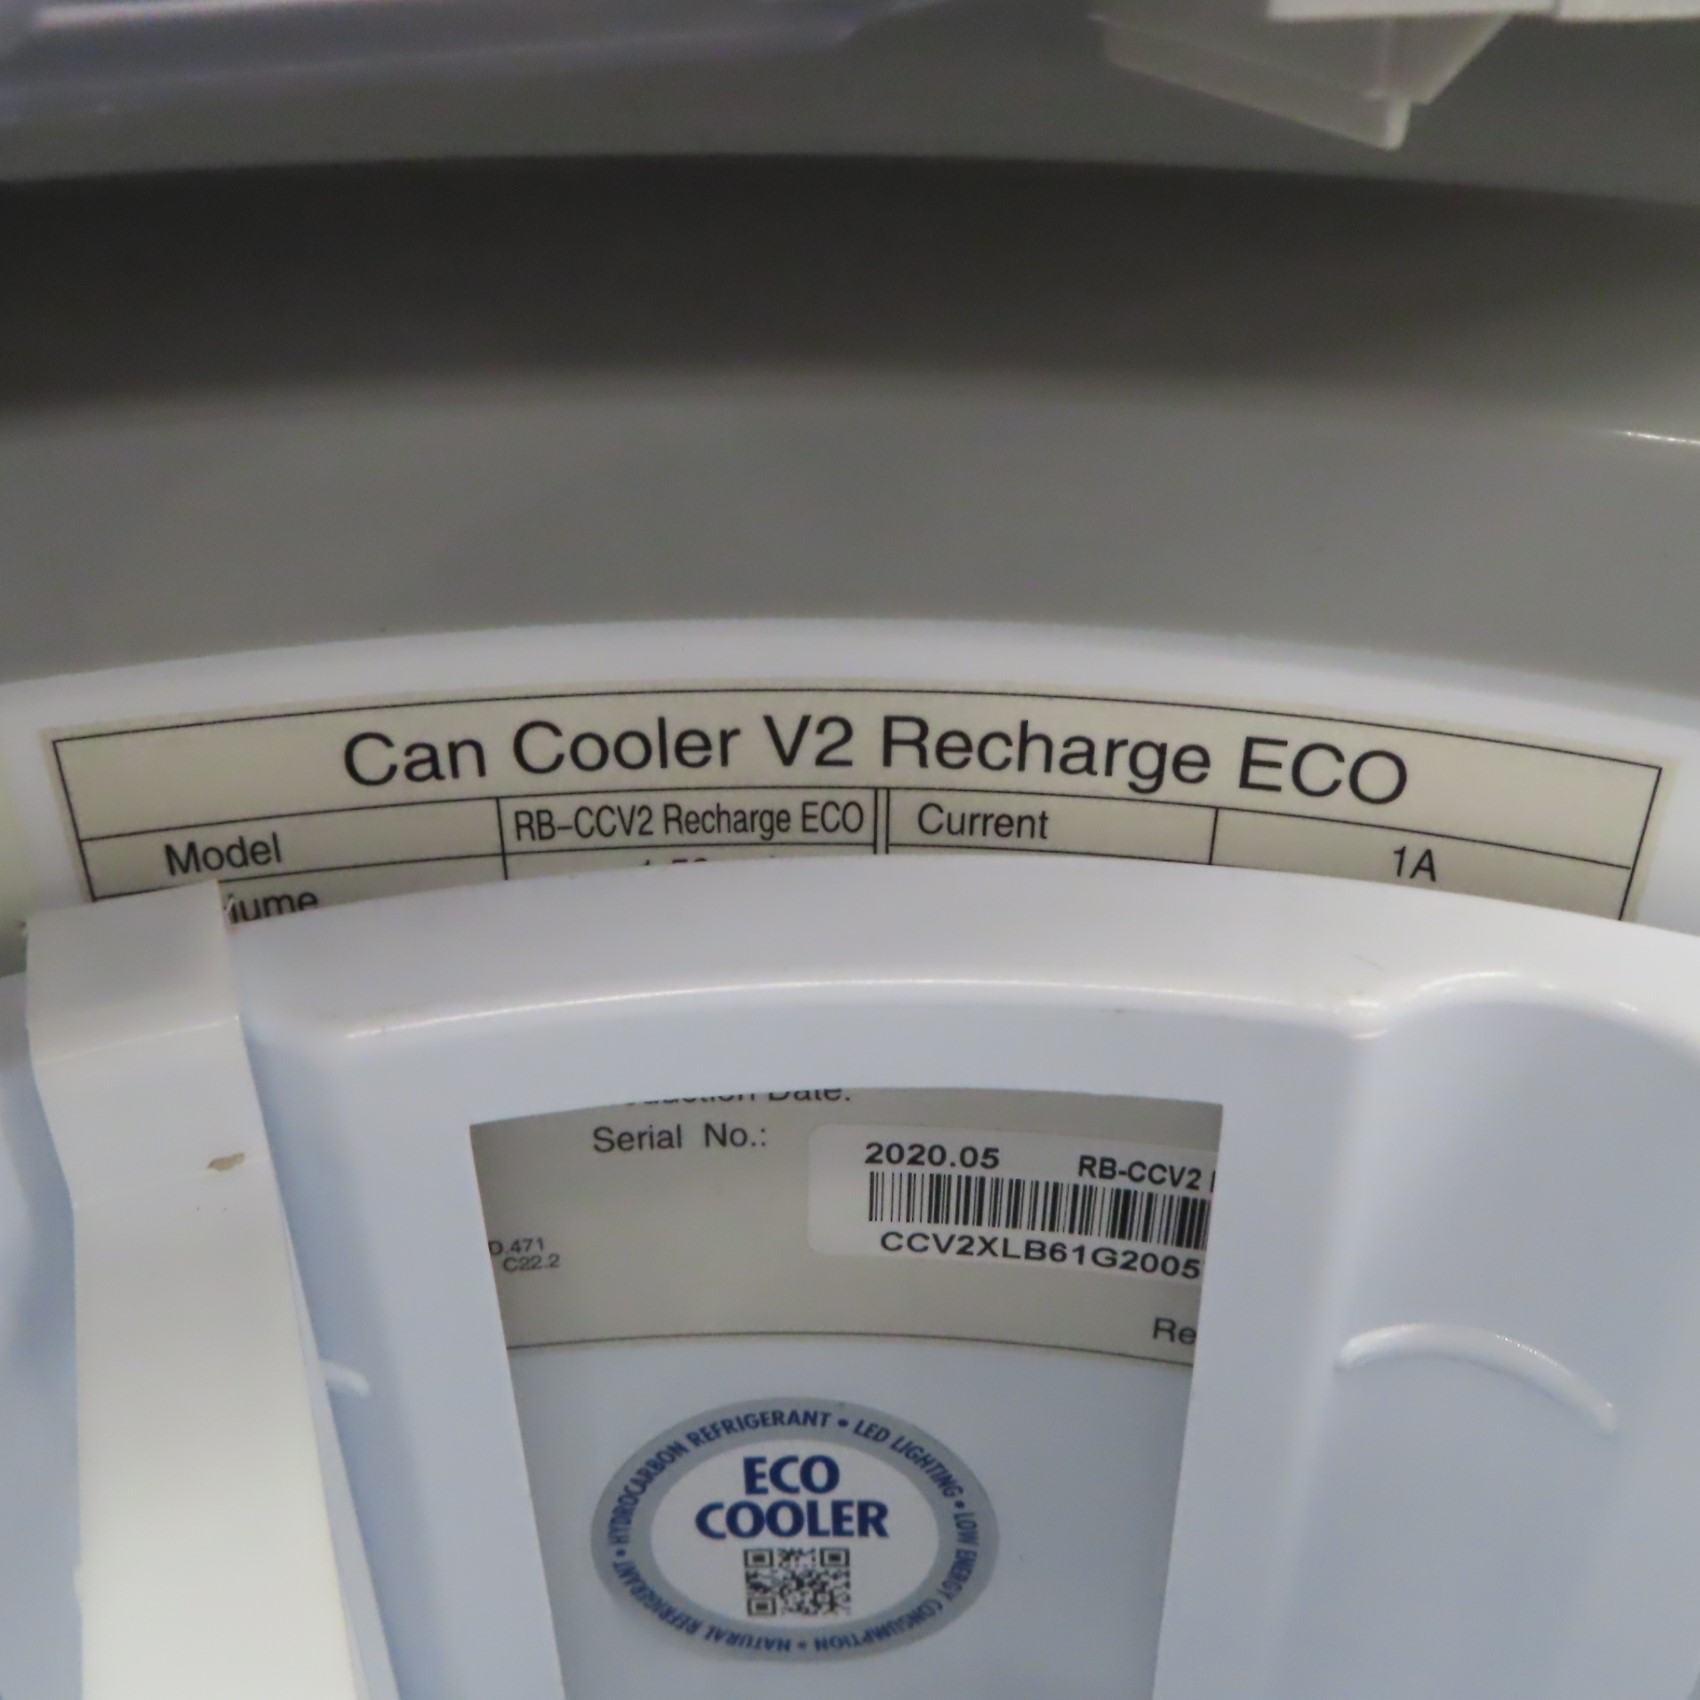 Can Cooler V2 Recharge ECO
Model RB-CCV2 Recharge ECO Current 1A
Date:
Serial No.:
2020.05 RB-CCV2
CCV2XLB61G2005
C22.2
ECO
COOLER
HYDROCARBON REFRIGERANT • LED LIGHTING • LOW ENERGY CONSUMPTION • NATURAL REFRIGERANT •